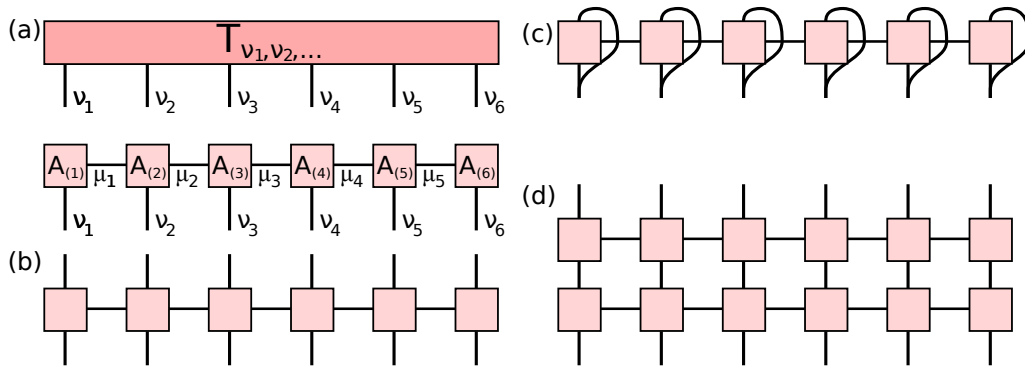 (a)
T ν₁,ν₂,...
ν₁ ν₂ ν₃ ν₄ ν₅ ν₆
A₍₁₎ A₍₂₎ A₍₃₎ A₍₄₎ A₍₅₎ A₍₆₎
μ₁ μ₂ μ₃ μ₄ μ₅
ν₁ ν₂ ν₃ ν₄ ν₅ ν₆
(b)
(c)
(d)